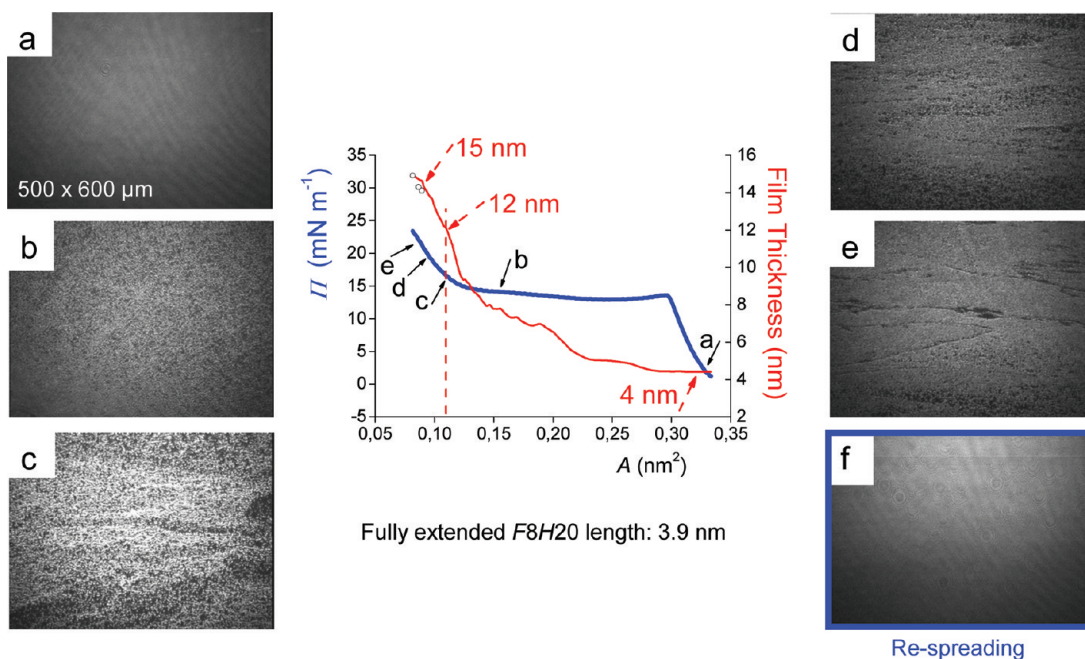 a
500 x 600 µm
b
c
35
30
25
20
15
10
5
0
-5
Π (mN m⁻¹)
0,05
0,10
0,15
0,20
0,25
0,30
0,35
A (nm²)
16
14
12
10
8
6
4
2
Film Thickness (nm)
15 nm
12 nm
4 nm
e
d
c
b
a
Fully extended F8H20 length: 3.9 nm
d
e
f
Re-spreading